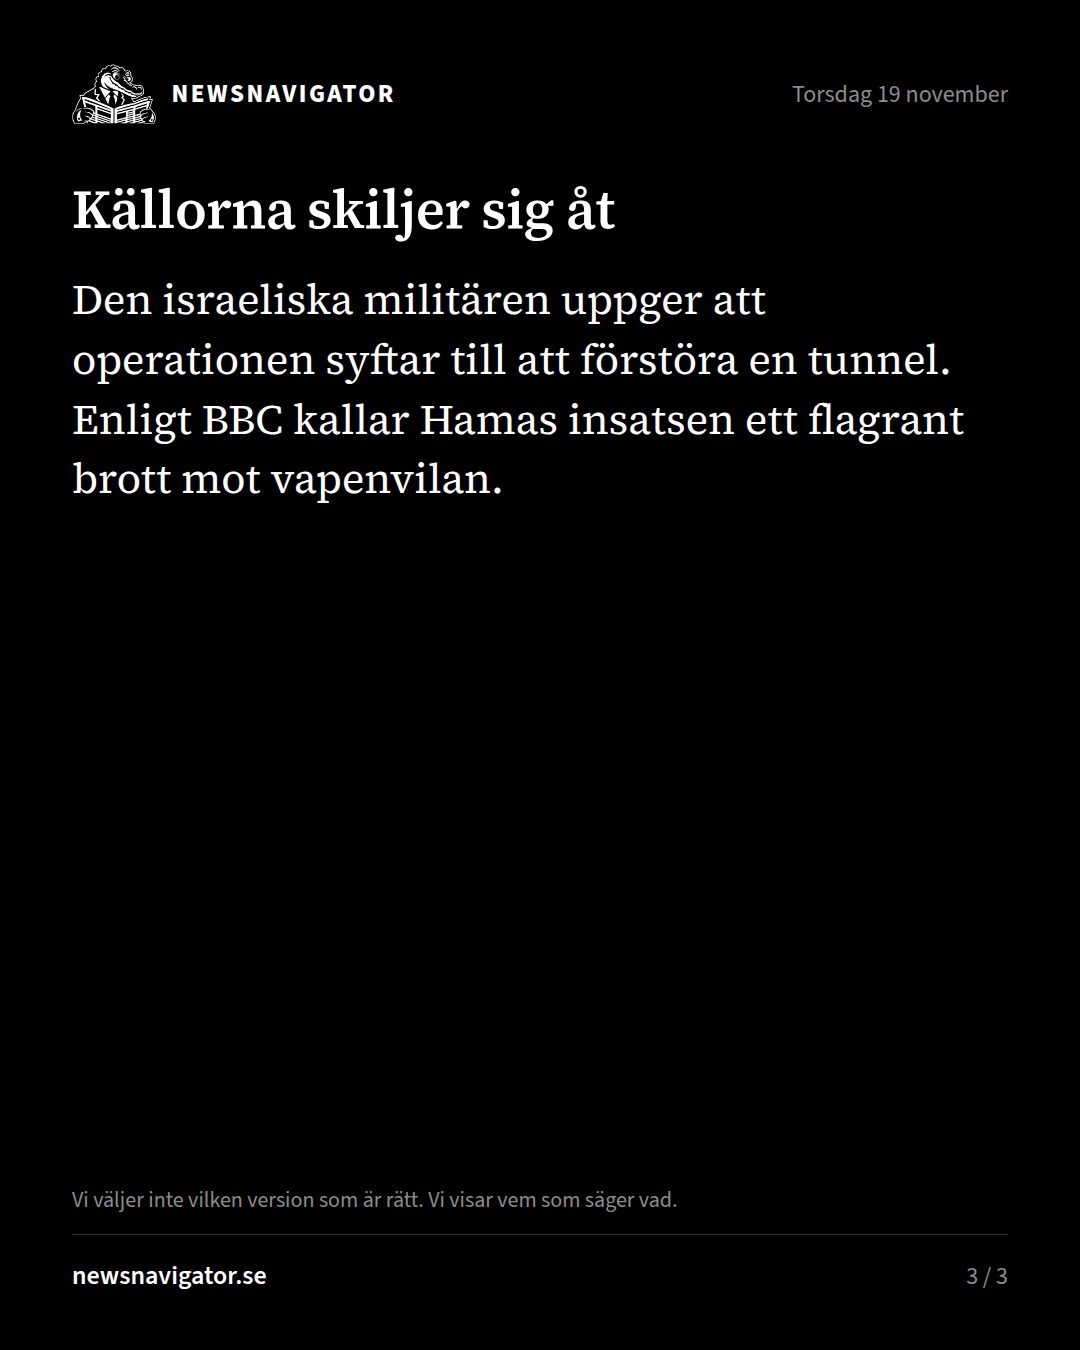 NEWSNAVIGATOR
Torsdag 19 november
Källorna skiljer sig åt
Den israeliska militären uppger att
operationen syftar till att förstöra en tunnel.
Enligt BBC kallar Hamas insatsen ett flagrant
brott mot vapenvilan.
Vi väljer inte vilken version som är rätt. Vi visar vem som säger vad.
newsnavigator.se
3 / 3